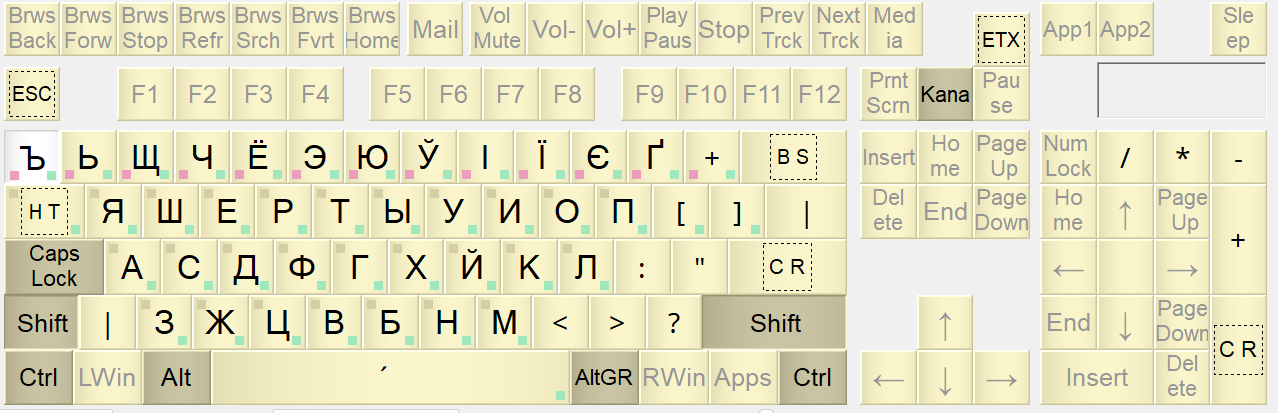 Brws Back Brws Forw Brws Stop Brws Refr Brws Srch Brws Fvrt Brws Home Mail Vol Mute Vol- Vol+ Play Paus Stop Prev Trck Next Trck Med ia ETX App1 App2 Sle ep
ESC F1 F2 F3 F4 F5 F6 F7 F8 F9 F10 F11 F12 Prnt Scrn Kana Pau se
Ъ Ь Щ Ч Ё Э Ю Ў І Ї Є Ґ + BS Insert Ho me Page Up Num Lock / * -
HT Я Ш Е Р Т Ы У И О П [ ] | Del ete End Page Down Ho me ↑ Page Up +
Caps Lock А С Д Ф Г Х Й К Л : " CR ← →
Shift | З Ж Ц В Б Н М < > ? Shift ↑ End ↓ Page Down CR
Ctrl LWin Alt ´ AltGR RWin Apps Ctrl ← ↓ → Insert Del ete